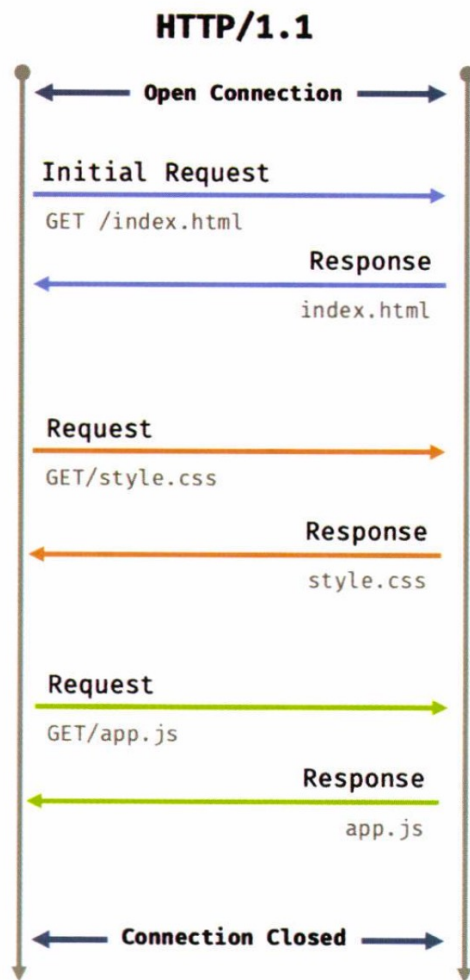 HTTP/1.1
Open Connection
Initial Request
GET /index.html
Response
index.html
Request
GET/style.css
Response
style.css
Request
GET/app.js
Response
app.js
Connection Closed